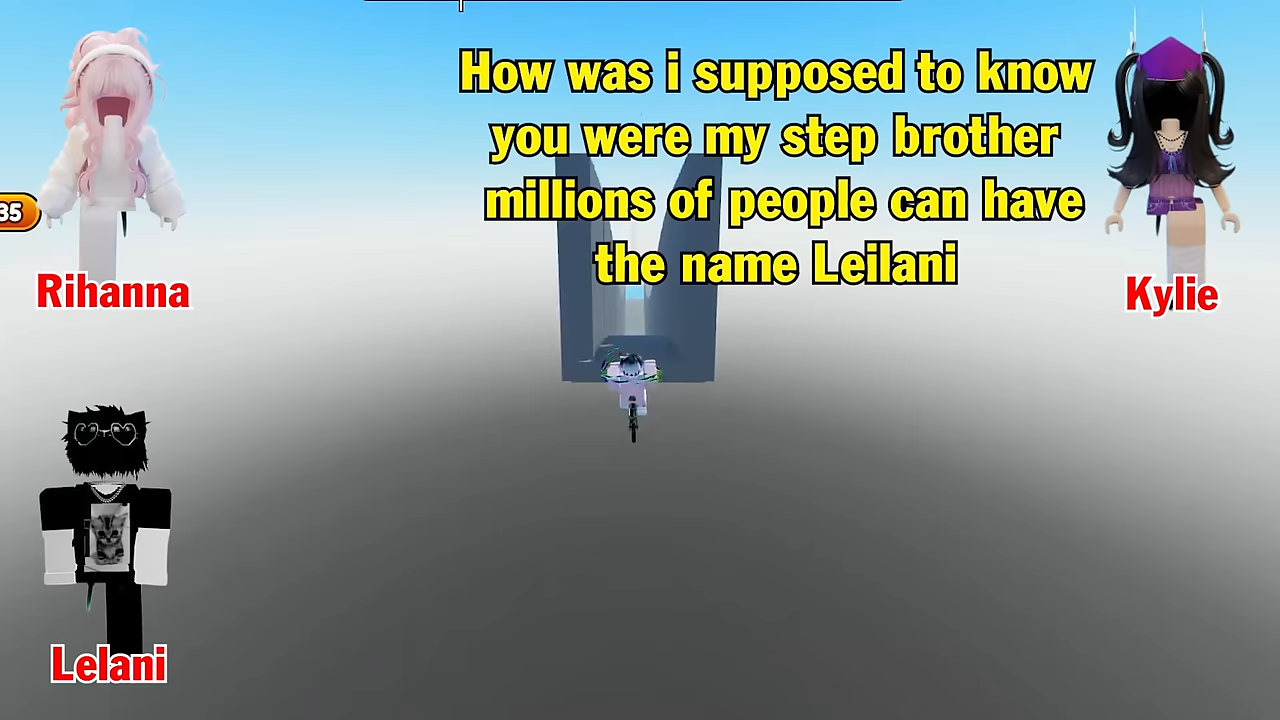 How was i supposed to know
you were my step brother
millions of people can have
the name Leilani
35
Rihanna
Kylie
Lelani